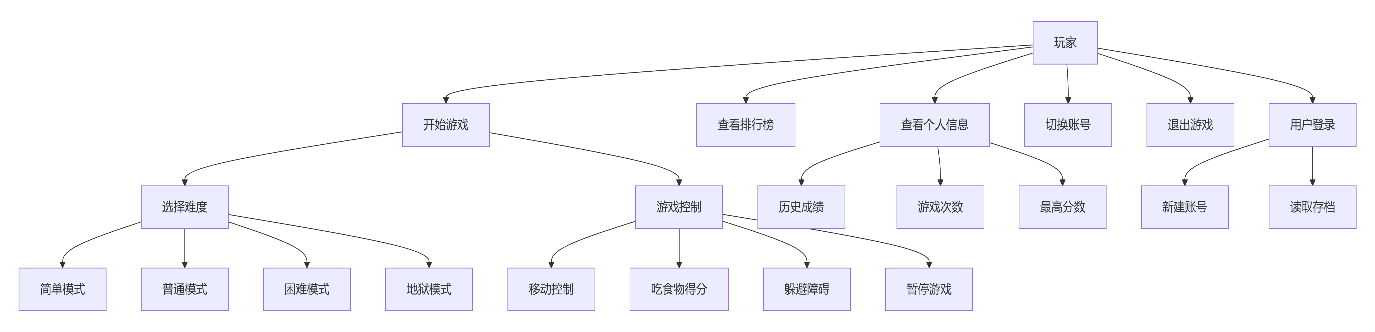 玩家
开始游戏
查看排行榜
查看个人信息
切换账号
退出游戏
用户登录
选择难度
游戏控制
历史成绩
游戏次数
最高分数
新建账号
读取存档
简单模式
普通模式
困难模式
地狱模式
移动控制
吃食物得分
躲避障碍
暂停游戏